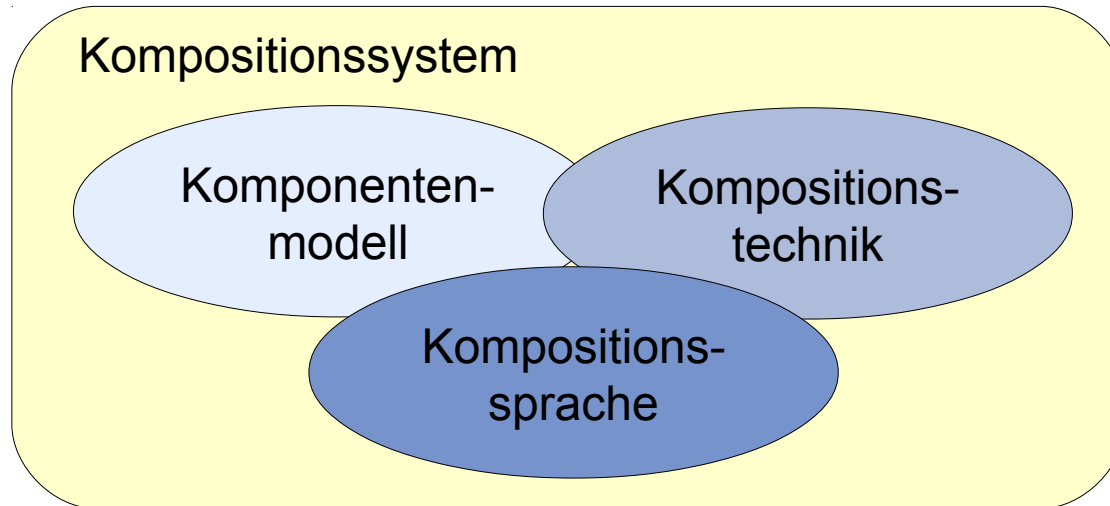 Kompositionssystem
Komponenten-
modell
Kompositions-
technik
Kompositions-
sprache